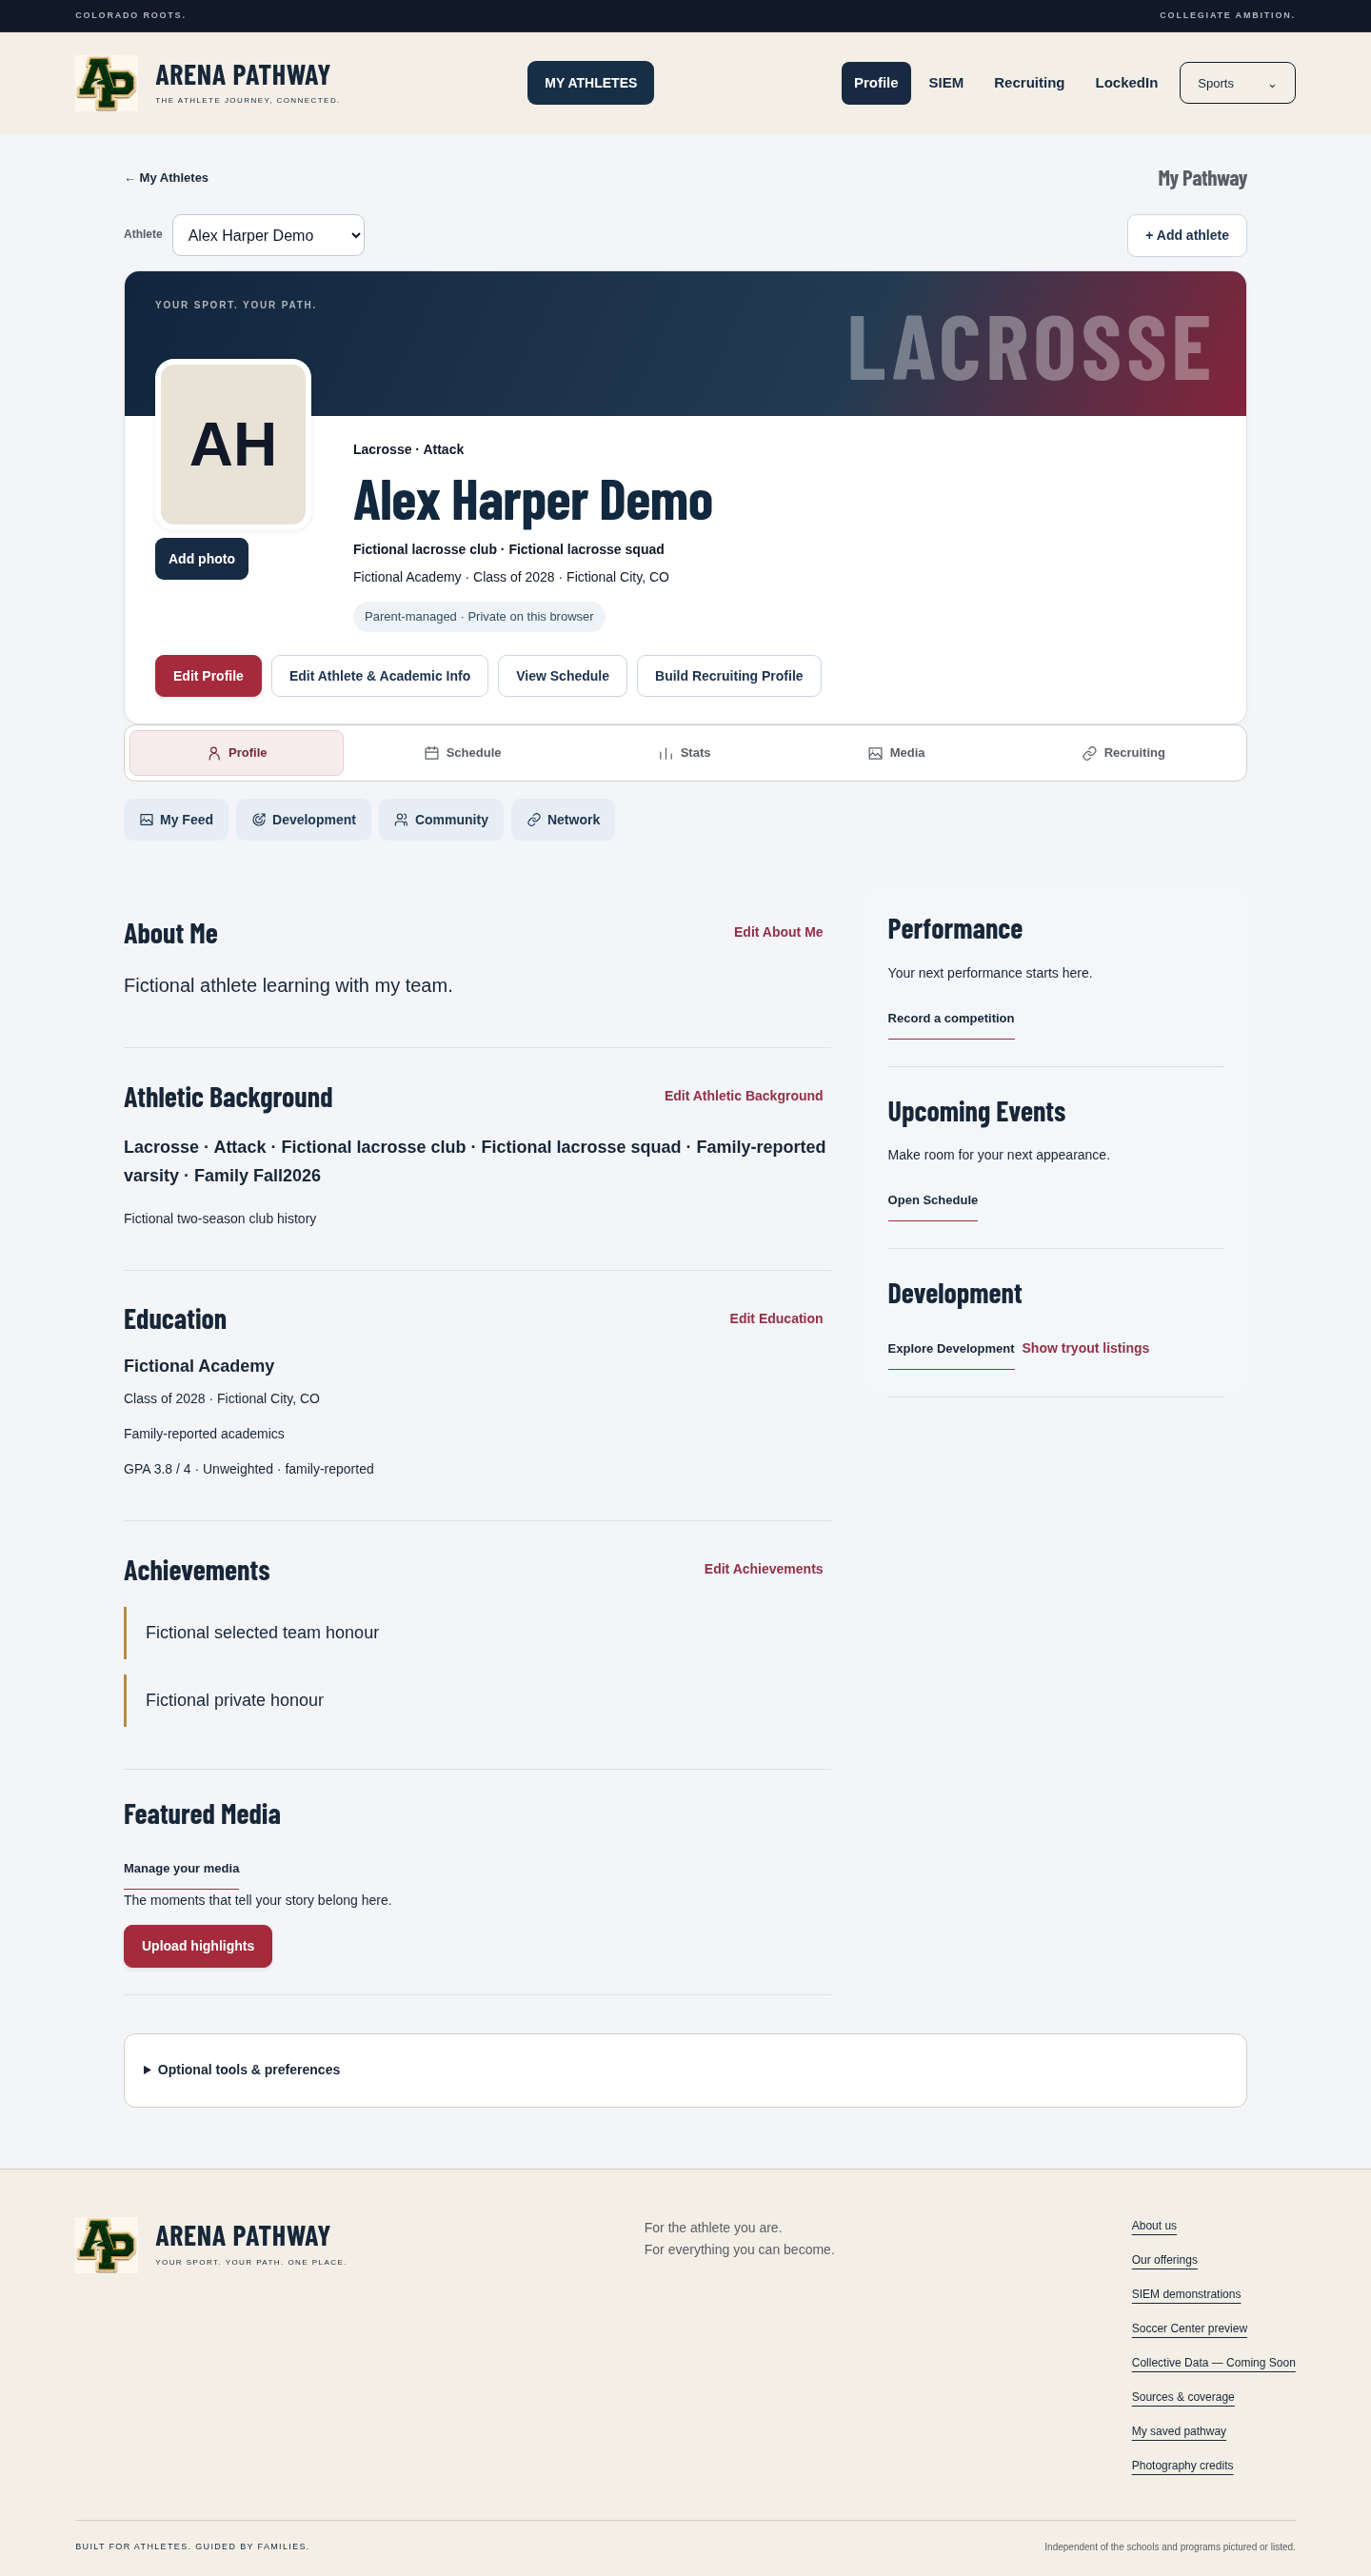 COLORADO ROOTS.
COLLEGIATE AMBITION.
AP
ARENA PATHWAY
THE ATHLETE JOURNEY, CONNECTED.
MY ATHLETES
Profile
SIEM
Recruiting
LockedIn
Sports
← My Athletes
My Pathway
Athlete
Alex Harper Demo
+ Add athlete
YOUR SPORT. YOUR PATH.
LACROSSE
AH
Add photo
Lacrosse · Attack
Alex Harper Demo
Fictional lacrosse club · Fictional lacrosse squad
Fictional Academy · Class of 2028 · Fictional City, CO
Parent-managed · Private on this browser
Edit Profile
Edit Athlete & Academic Info
View Schedule
Build Recruiting Profile
Profile
Schedule
Stats
Media
Recruiting
My Feed
Development
Community
Network
About Me
Edit About Me
Fictional athlete learning with my team.
Athletic Background
Edit Athletic Background
Lacrosse · Attack · Fictional lacrosse club · Fictional lacrosse squad · Family-reported
varsity · Family Fall2026
Fictional two-season club history
Education
Edit Education
Fictional Academy
Class of 2028 · Fictional City, CO
Family-reported academics
GPA 3.8 / 4 · Unweighted · family-reported
Achievements
Edit Achievements
Fictional selected team honour
Fictional private honour
Featured Media
Manage your media
The moments that tell your story belong here.
Upload highlights
Performance
Your next performance starts here.
Record a competition
Upcoming Events
Make room for your next appearance.
Open Schedule
Development
Explore Development
Show tryout listings
Optional tools & preferences
AP
ARENA PATHWAY
YOUR SPORT. YOUR PATH. ONE PLACE.
For the athlete you are.
For everything you can become.
About us
Our offerings
SIEM demonstrations
Soccer Center preview
Collective Data — Coming Soon
Sources & coverage
My saved pathway
Photography credits
BUILT FOR ATHLETES. GUIDED BY FAMILIES.
Independent of the schools and programs pictured or listed.